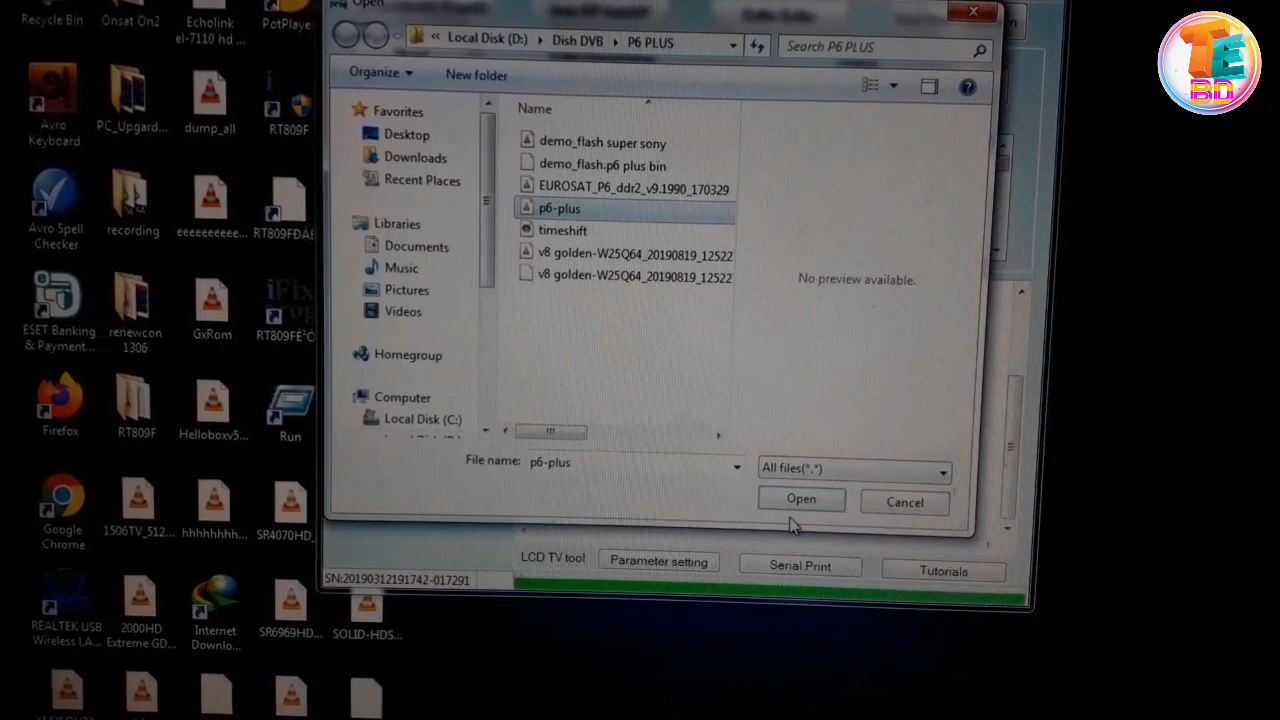 Recycle Bin
Onsat On2
Echolink
el-7110 hd ...
PotPlayer
Avro
Keyboard
PC_Upgard...
dump_all
RT809F
Avro Spell
Checker
recording
eeeeeeeeee...
ESET Banking
& Payment...
renewcon
1306
GxRom
Firefox
RT809F
Helloboxv5...
Run
Google
Chrome
1506TV_512...
hhhhhhhh...
SR4070HD_
REALTEK USB
Wireless LA...
2000HD
Extreme GD...
Internet
Downlo...
SR6969HD...
SOLID-HDS...
Open
Local Disk (D:)
Dish DVB
P6 PLUS
Search P6 PLUS
Organize
New folder
Favorites
Desktop
Downloads
Recent Places
Libraries
Documents
Music
Pictures
Videos
Homegroup
Computer
Local Disk (C:)
Name
demo_flash super sony
demo_flash.p6 plus bin
EUROSAT_P6_ddr2_v9.1990_170329
p6-plus
timeshift
v8 golden-W25Q64_20190819_12522
v8 golden-W25Q64_20190819_12522
No preview available.
File name:
p6-plus
All files(*.*)
Open
Cancel
LCD TV tool
Parameter setting
Serial Print
Tutorials
SN:20190312191742-017291
TE
BD